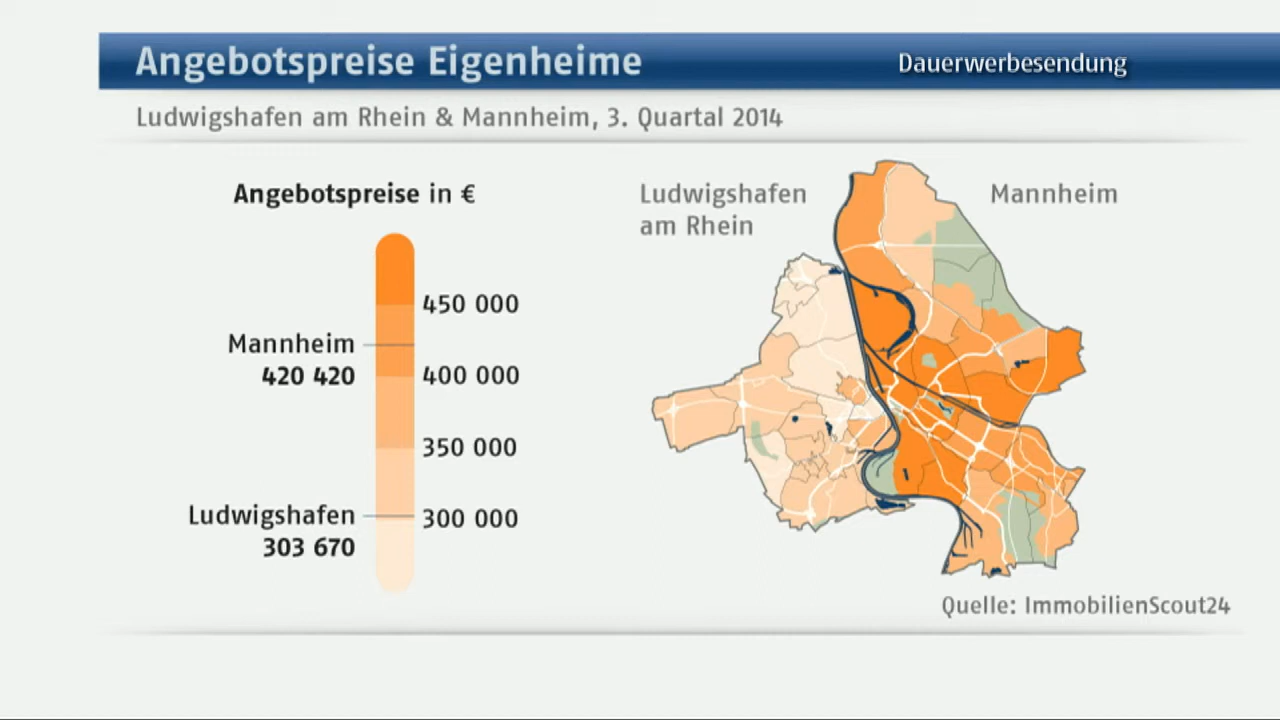 Angebotspreise Eigenheime
Dauerwerbesendung
Ludwigshafen am Rhein & Mannheim, 3. Quartal 2014
Angebotspreise in €
450 000
Mannheim
420 420
400 000
350 000
Ludwigshafen
303 670
300 000
Ludwigshafen
am Rhein
Mannheim
Quelle: ImmobilienScout24